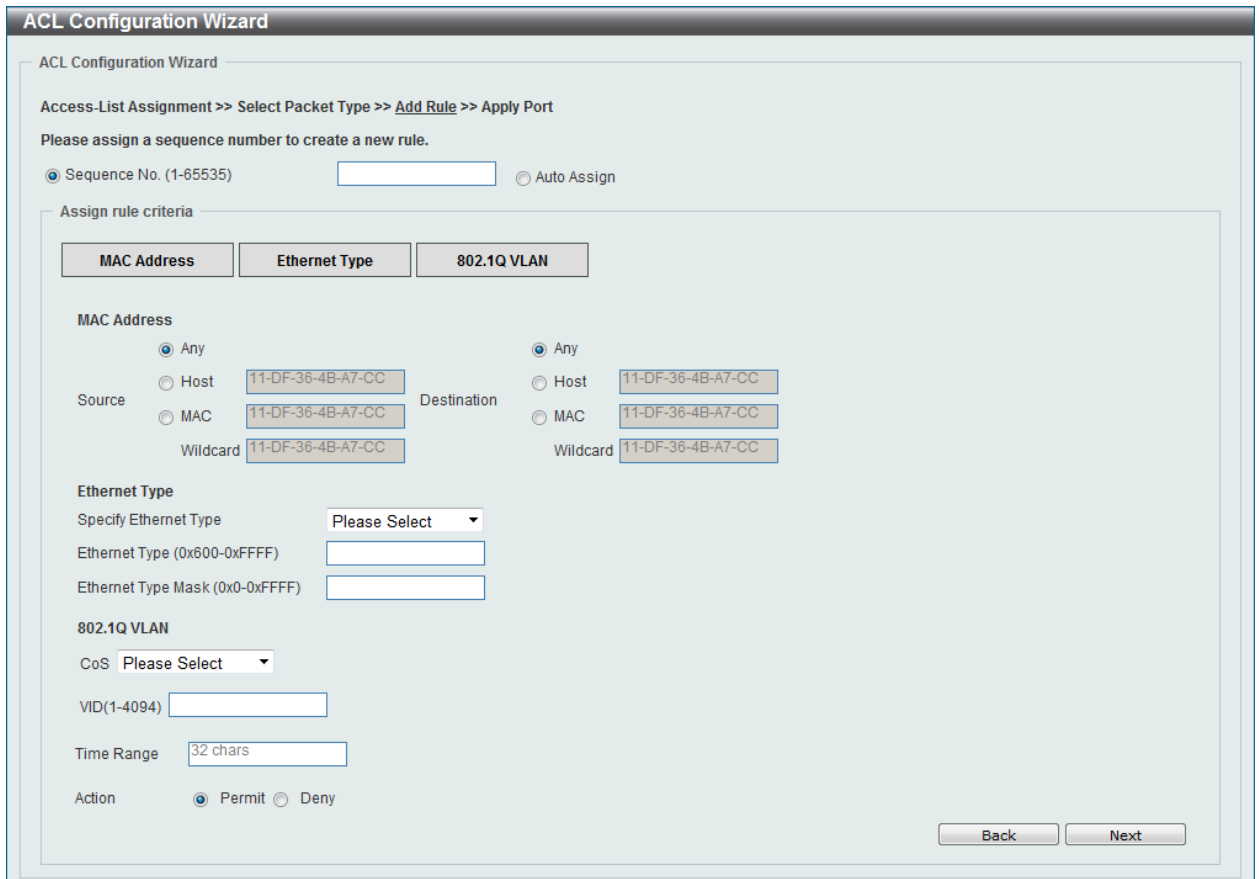 ACL Configuration Wizard
ACL Configuration Wizard
Access-List Assignment >> Select Packet Type >> Add Rule >> Apply Port
Please assign a sequence number to create a new rule.
Sequence No. (1-65535) Auto Assign
Assign rule criteria
MAC Address Ethernet Type 802.1Q VLAN
MAC Address
Any Any
Host 11-DF-36-4B-A7-CC Host 11-DF-36-4B-A7-CC
Source Destination
MAC 11-DF-36-4B-A7-CC MAC 11-DF-36-4B-A7-CC
Wildcard 11-DF-36-4B-A7-CC Wildcard 11-DF-36-4B-A7-CC
Ethernet Type
Specify Ethernet Type Please Select
Ethernet Type (0x600-0xFFFF)
Ethernet Type Mask (0x0-0xFFFF)
802.1Q VLAN
CoS Please Select
VID(1-4094)
Time Range 32 chars
Action Permit Deny
Back Next